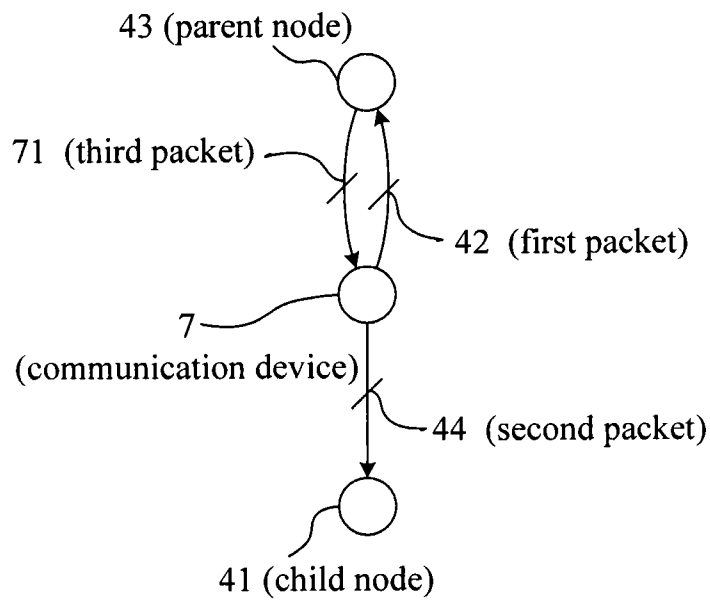 43 (parent node)
71 (third packet)
42 (first packet)
7
(communication device)
44 (second packet)
41 (child node)